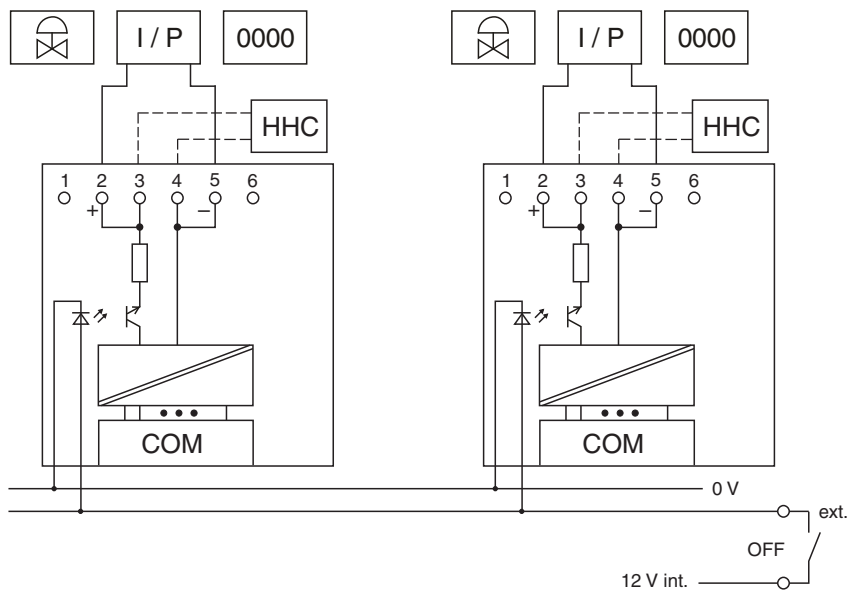 I / P 0000 I / P 0000
HHC HHC
1 2 3 4 5 6 1 2 3 4 5 6
+ – + –
COM COM
0 V
ext.
OFF
12 V int.